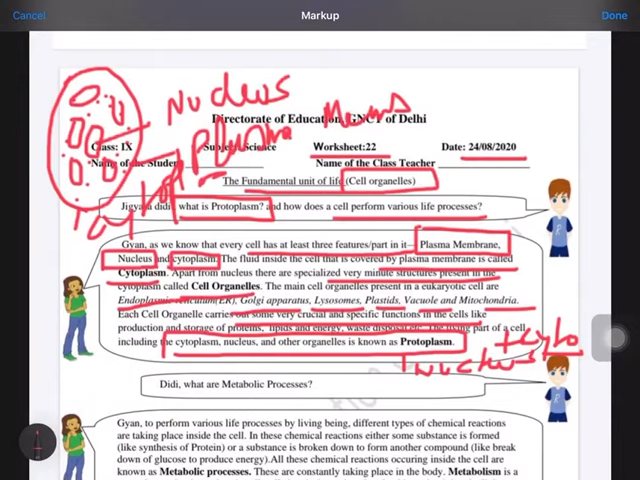 Cancel
Markup
Done
Nucleus
Plasma Mem
Directorate of Education, GNCT of Delhi
Class: IX Subject: Science Worksheet:22 Date: 24/08/2020
Name of the Student Name of the Class Teacher
The Fundamental unit of life (Cell organelles)
Jigyasa didi, what is Protoplasm? and how does a cell perform various life processes?
Gyan, as we know that every cell has at least three features/part in it— Plasma Membrane,
Nucleus and cytoplasm. The fluid inside the cell that is covered by plasma membrane is called
Cytoplasm. Apart from nucleus there are specialized very minute structures present in the
cytoplasm called Cell Organelles. The main cell organelles present in a eukaryotic cell are
Endoplasmic reticulum(ER), Golgi apparatus, Lysosomes, Plastids, Vacuole and Mitochondria.
Each Cell Organelle carries out some very crucial and specific functions in the cells like
production and storage of proteins, lipids and energy, waste disposal etc. The living part of a cell
including the cytoplasm, nucleus, and other organelles is known as Protoplasm.
nucleus + cyto
Didi, what are Metabolic Processes?
Gyan, to perform various life processes by living being, different types of chemical reactions
are taking place inside the cell. In these chemical reactions either some substance is formed
(like synthesis of Protein) or a substance is broken down to form another compound (like break
down of glucose to produce energy).All these chemical reactions occuring inside the cell are
known as Metabolic processes. These are constantly taking place in the body. Metabolism is a